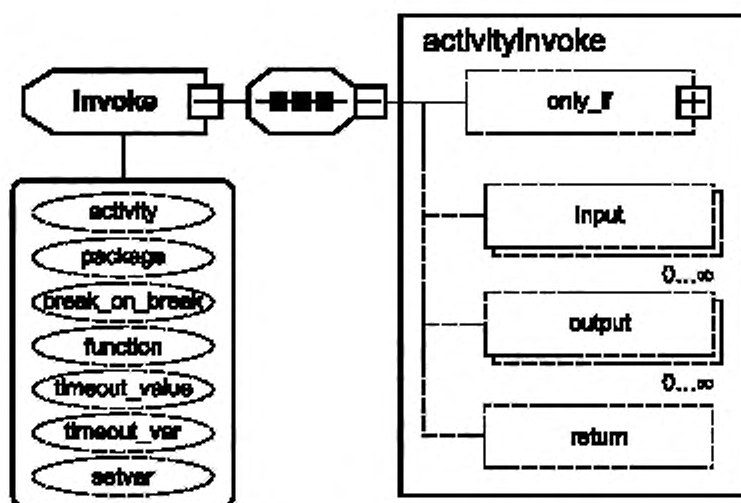 activityInvoke
Invoke
only_if
activity
package
break_on_break
function
timeout_value
timeout_var
setvar
input
0...∞
output
0...∞
return